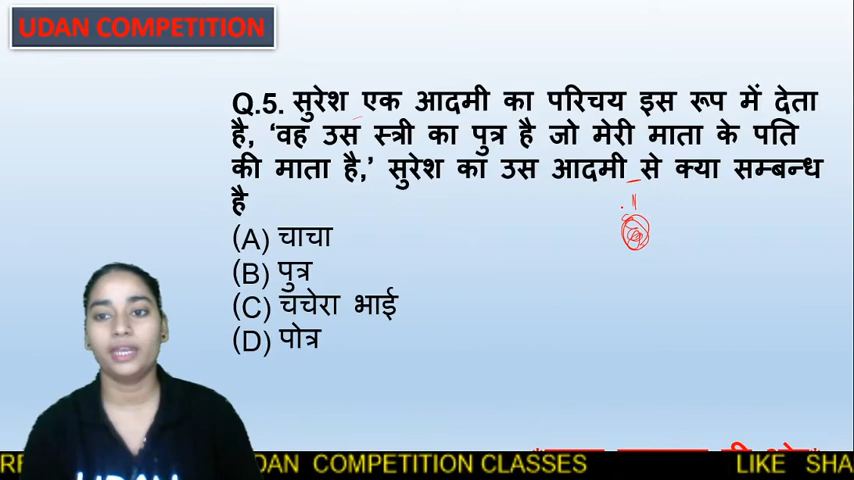 UDAN COMPETITION
Q.5. सुरेश एक आदमी का परिचय इस रूप में देता
है, ‘वह उस स्त्री का पुत्र है जो मेरी माता के पति
की माता है,’ सुरेश का उस आदमी से क्या सम्बन्ध
है
(A) चाचा
(B) पुत्र
(C) चचेरा भाई
(D) पोत्र
UDAN
DAN COMPETITION CLASSES LIKE SHA